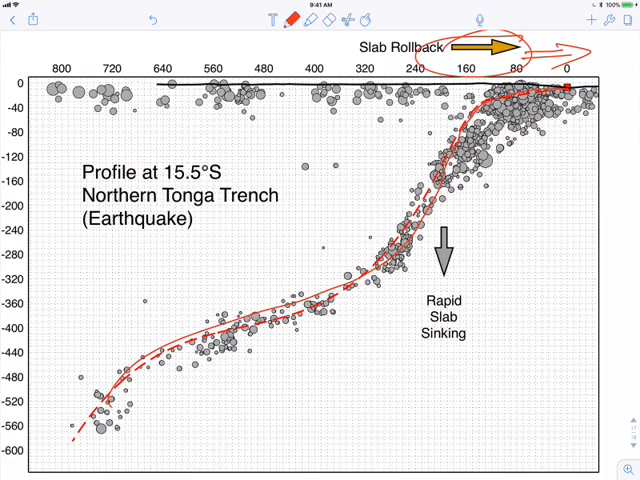 9:41 AM
100%
T
Slab Rollback
800 720 640 560 480 400 320 240 160 80 0
0
-40
-80
-120
-160
-200
-240
-280
-320
-360
-400
-440
-480
-520
-560
-600
Profile at 15.5°S
Northern Tonga Trench
(Earthquake)
Rapid
Slab
Sinking